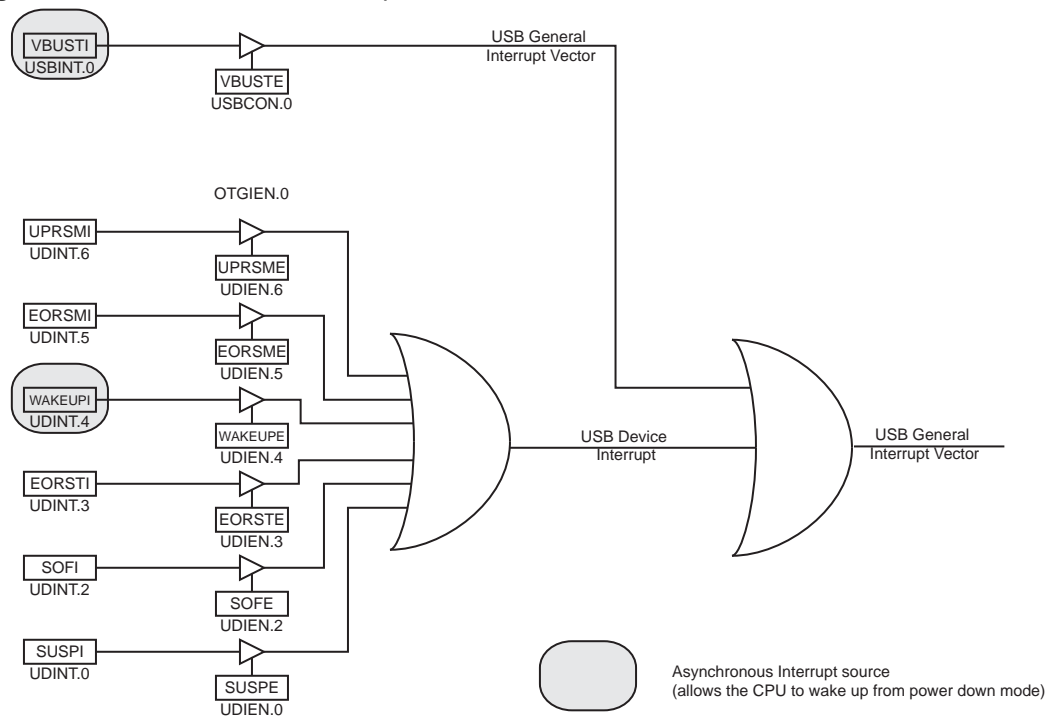 VBUSTI
USBINT.0
VBUSTE
USBCON.0
USB General
Interrupt Vector
OTGIEN.0
UPRSMI
UDINT.6
UPRSME
UDIEN.6
EORSMI
UDINT.5
EORSME
UDIEN.5
WAKEUPI
UDINT.4
WAKEUPE
UDIEN.4
EORSTI
UDINT.3
EORSTE
UDIEN.3
SOFI
UDINT.2
SOFE
UDIEN.2
SUSPI
UDINT.0
SUSPE
UDIEN.0
USB Device
Interrupt
USB General
Interrupt Vector
Asynchronous Interrupt source
(allows the CPU to wake up from power down mode)